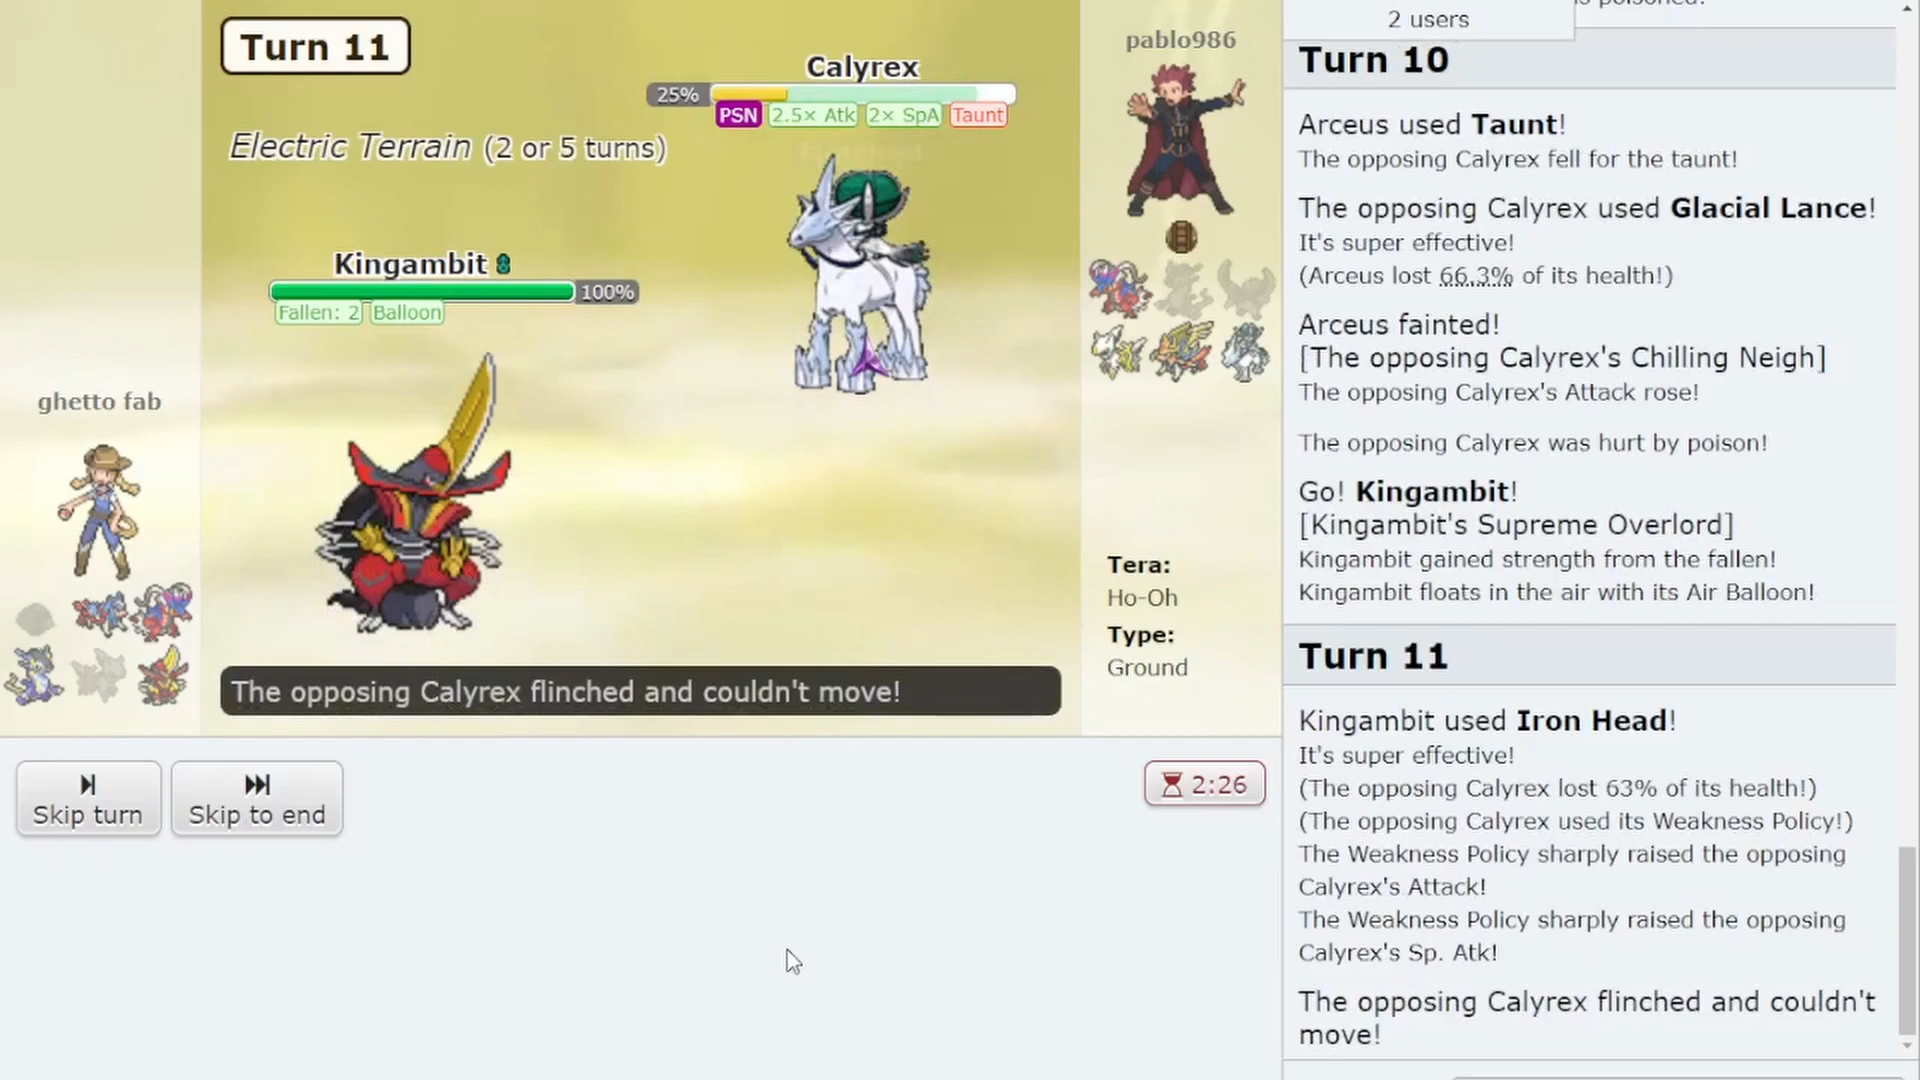 Turn 11
Electric Terrain (2 or 5 turns)
Calyrex
25%
PSN 2.5× Atk 2× SpA Taunt
Kingambit
100%
Fallen: 2 Balloon
The opposing Calyrex flinched and couldn't move!
ghetto fab
pablo986
Tera:
Ho-Oh
Type:
Ground
Skip turn
Skip to end
2:26
2 users
Turn 10
Arceus used Taunt!
The opposing Calyrex fell for the taunt!
The opposing Calyrex used Glacial Lance!
It's super effective!
(Arceus lost 66.3% of its health!)
Arceus fainted!
[The opposing Calyrex's Chilling Neigh]
The opposing Calyrex's Attack rose!
The opposing Calyrex was hurt by poison!
Go! Kingambit!
[Kingambit's Supreme Overlord]
Kingambit gained strength from the fallen!
Kingambit floats in the air with its Air Balloon!
Turn 11
Kingambit used Iron Head!
It's super effective!
(The opposing Calyrex lost 63% of its health!)
(The opposing Calyrex used its Weakness Policy!)
The Weakness Policy sharply raised the opposing
Calyrex's Attack!
The Weakness Policy sharply raised the opposing
Calyrex's Sp. Atk!
The opposing Calyrex flinched and couldn't
move!